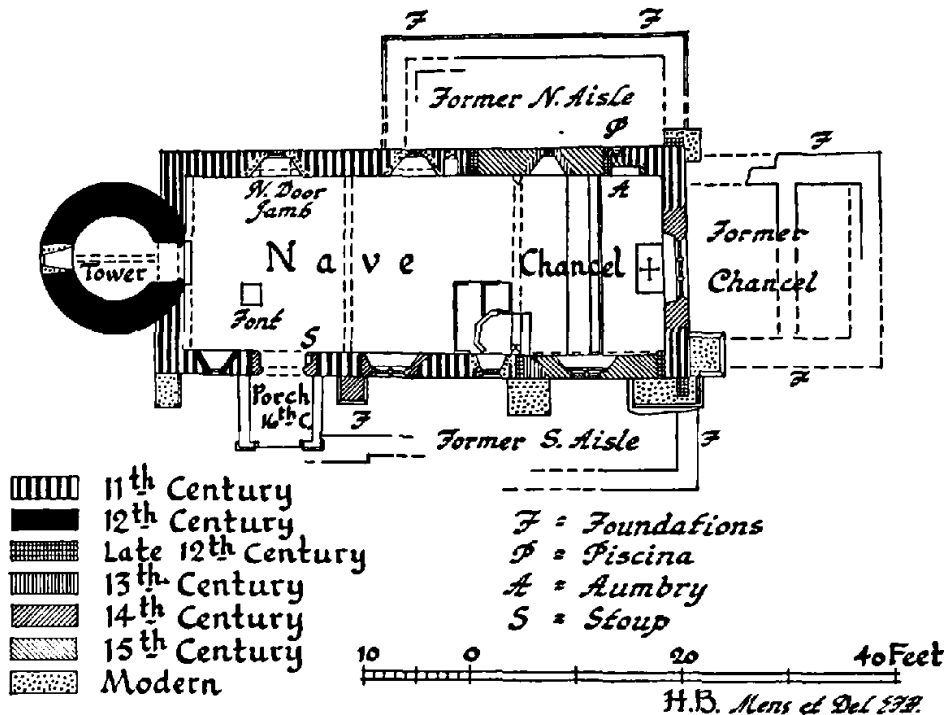 F
F
Former N. Aisle
P
F
N. Door
Jamb
A
Nave
Chancel
Former
Chancel
Tower
Font
S
Porch
16th C.
F
F
Former S. Aisle
F
11th Century
12th Century
Late 12th Century
13th Century
14th Century
15th Century
Modern
F = Foundations
P = Piscina
A = Aumbry
S = Stoup
10 0 20 40 Feet
H.B. Mens et Del